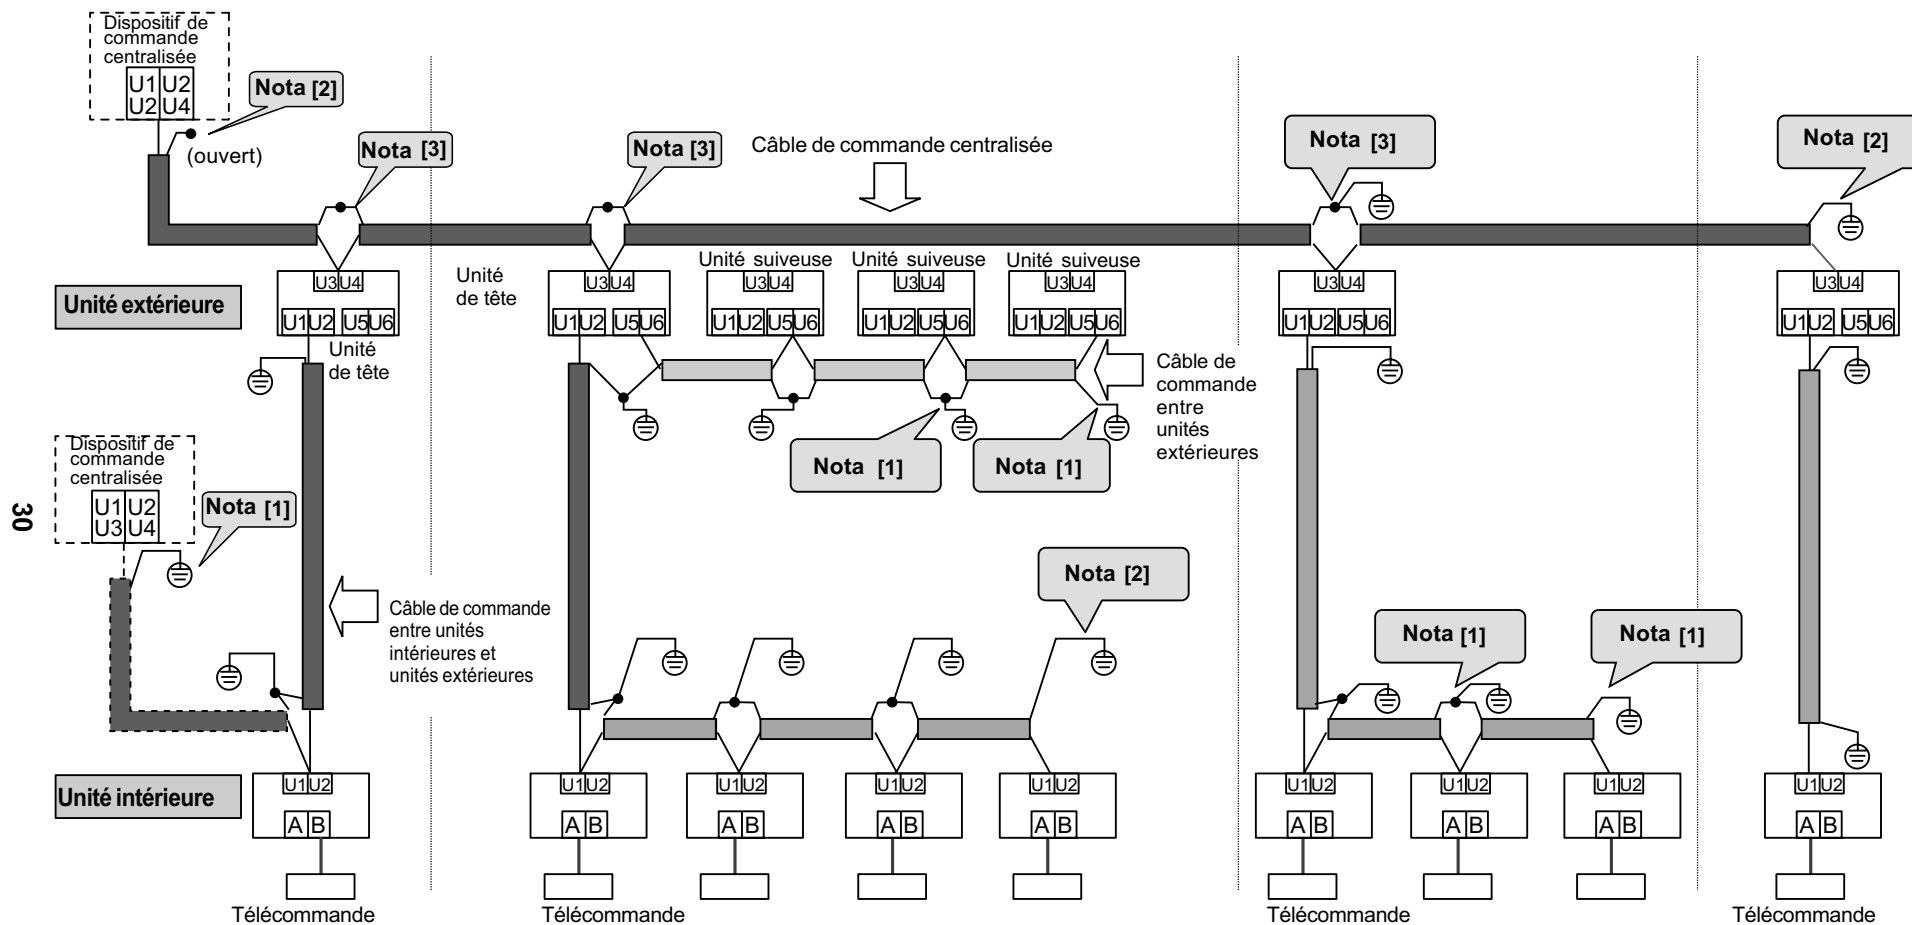 Dispositif de
commande
centralisée
U1 U2
U2 U4
Nota [2]
(ouvert)
Nota [3]
Nota [3]
Câble de commande centralisée
Nota [3]
Nota [2]
Unité extérieure
U3 U4
U1 U2 U5 U6
Unité
de tête
Unité
de tête
U3 U4
U1 U2 U5 U6
Unité suiveuse
U3 U4
U1 U2 U5 U6
Unité suiveuse
U3 U4
U1 U2 U5 U6
Unité suiveuse
U3 U4
U1 U2 U5 U6
U3 U4
U1 U2 U5 U6
U3 U4
U1 U2 U5 U6
Câble de
commande
entre
unités
extérieures
Nota [1]
Nota [1]
Dispositif de
commande
centralisée
U1 U2
U3 U4
Nota [1]
30
Câble de commande
entre unités
intérieures et
unités extérieures
Nota [2]
Nota [1]
Nota [1]
Unité intérieure
U1 U2
A B
U1 U2
A B
U1 U2
A B
U1 U2
A B
U1 U2
A B
U1 U2
A B
U1 U2
A B
U1 U2
A B
U1 U2
A B
Télécommande
Télécommande
Télécommande
Télécommande